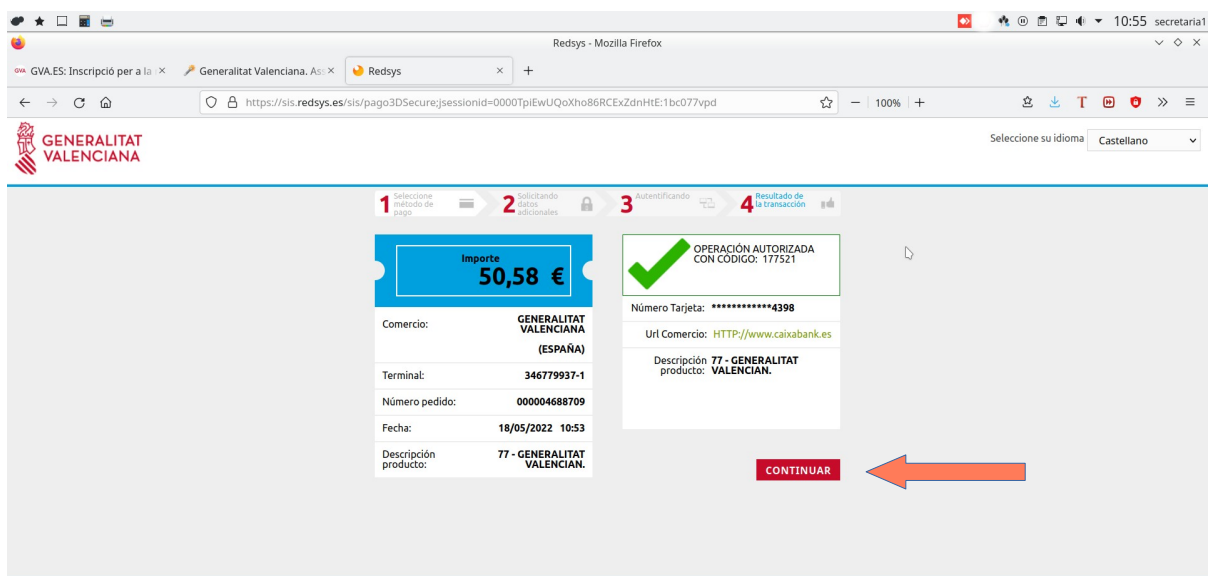 10:55 secretaria1
Redsys - Mozilla Firefox
GVA GVA.ES: Inscripció per a la
Generalitat Valenciana. Ass
Redsys
https://sis.redsys.es/sis/pago3DSecure;jsessionid=0000TpiEwUQoXho86RCExZdnHtE:1bc077vpd
100%
GENERALITAT
VALENCIANA
Seleccione su idioma Castellano
1 Seleccione
método de
pago
2 Solicitando
datos
adicionales
3 Autentificando
4 Resultado de
la transacción
Importe
50,58 €
Comercio: GENERALITAT
VALENCIANA
(ESPAÑA)
Terminal: 346779937-1
Número pedido: 000004688709
Fecha: 18/05/2022 10:53
Descripción
producto:
77 - GENERALITAT
VALENCIAN.
OPERACIÓN AUTORIZADA
CON CÓDIGO: 177521
Número Tarjeta: ************4398
Url Comercio: HTTP://www.caixabank.es
Descripción
producto:
77 - GENERALITAT
VALENCIAN.
CONTINUAR